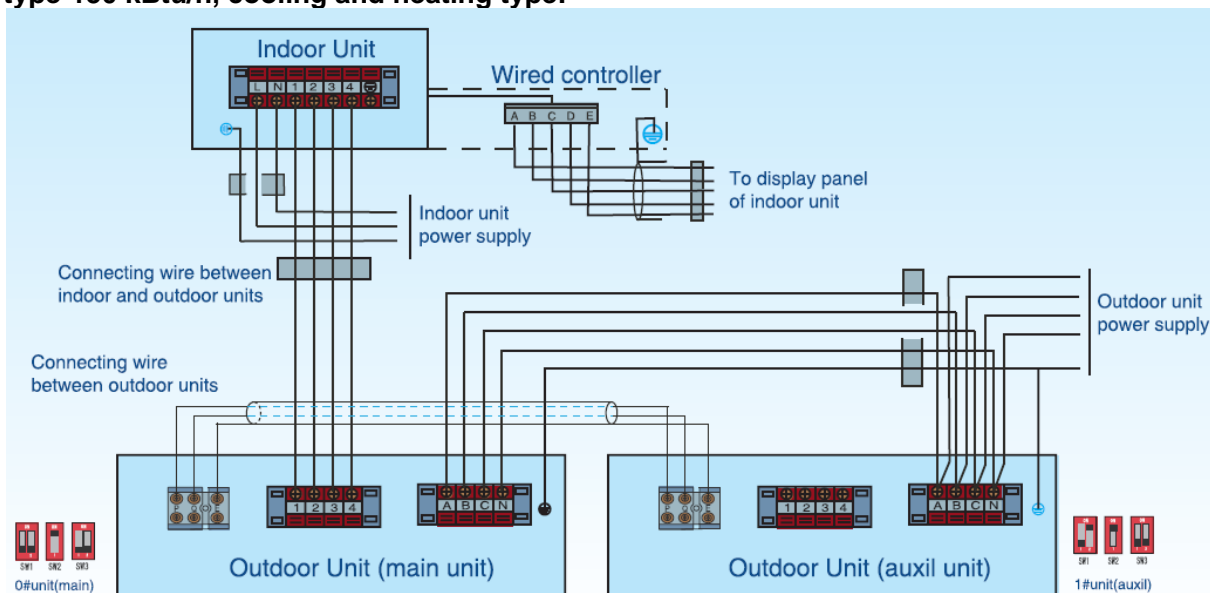 type 150 kBtu/h, cooling and heating type:
Indoor Unit
L N 1 2 3 4
Wired controller
A B C D E
To display panel
of indoor unit
Indoor unit
power supply
Connecting wire between
indoor and outdoor units
Outdoor unit
power supply
Connecting wire
between outdoor units
P Q E
1 2 3 4
A B C N
P Q E
1 2 3 4
A B C N
SW1 SW2 SW3
0#unit(main)
Outdoor Unit (main unit)
Outdoor Unit (auxil unit)
SW1 SW2 SW3
1#unit(auxil)